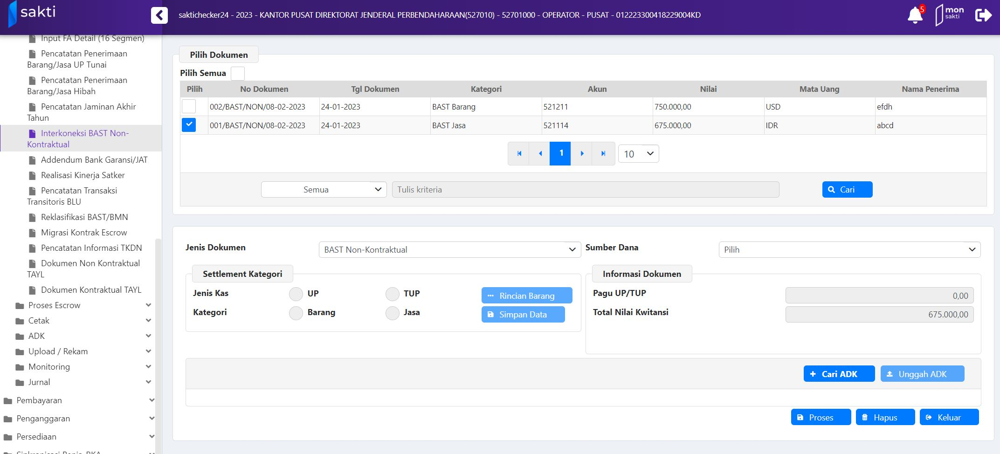 sakti
saktichecker24 - 2023 - KANTOR PUSAT DIREKTORAT JENDERAL PERBENDAHARAAN(527010) - 52701000 - OPERATOR - PUSAT - 012223300418229004KD
5
mon
sakti
Input FA Detail (16 Segmen)
Pencatatan Penerimaan
Barang/Jasa UP Tunai
Pencatatan Penerimaan
Barang/Jasa Hibah
Pencatatan Jaminan Akhir
Tahun
Interkoneksi BAST Non-
Kontraktual
Addendum Bank Garansi/JAT
Realisasi Kinerja Satker
Pencatatan Transaksi
Transitoris BLU
Reklasifikasi BAST/BMN
Migrasi Kontrak Escrow
Pencatatan Informasi TKDN
Dokumen Non Kontraktual
TAYL
Dokumen Kontraktual TAYL
Proses Escrow
Cetak
ADK
Upload / Rekam
Monitoring
Jurnal
Pembayaran
Penganggaran
Persediaan
Pilih Dokumen
Pilih Semua
Pilih No Dokumen Tgl Dokumen Kategori Akun Nilai Mata Uang Nama Penerima
002/BAST/NON/08-02-2023 24-01-2023 BAST Barang 521211 750.000,00 USD efdh
001/BAST/NON/08-02-2023 24-01-2023 BAST Jasa 521114 675.000,00 IDR abcd
1 10
Semua Tulis kriteria Cari
Jenis Dokumen BAST Non-Kontraktual Sumber Dana Pilih
Settlement Kategori
Jenis Kas UP TUP Rincian Barang
Kategori Barang Jasa Simpan Data
Informasi Dokumen
Pagu UP/TUP 0,00
Total Nilai Kwitansi 675.000,00
Cari ADK Unggah ADK
Proses Hapus Keluar